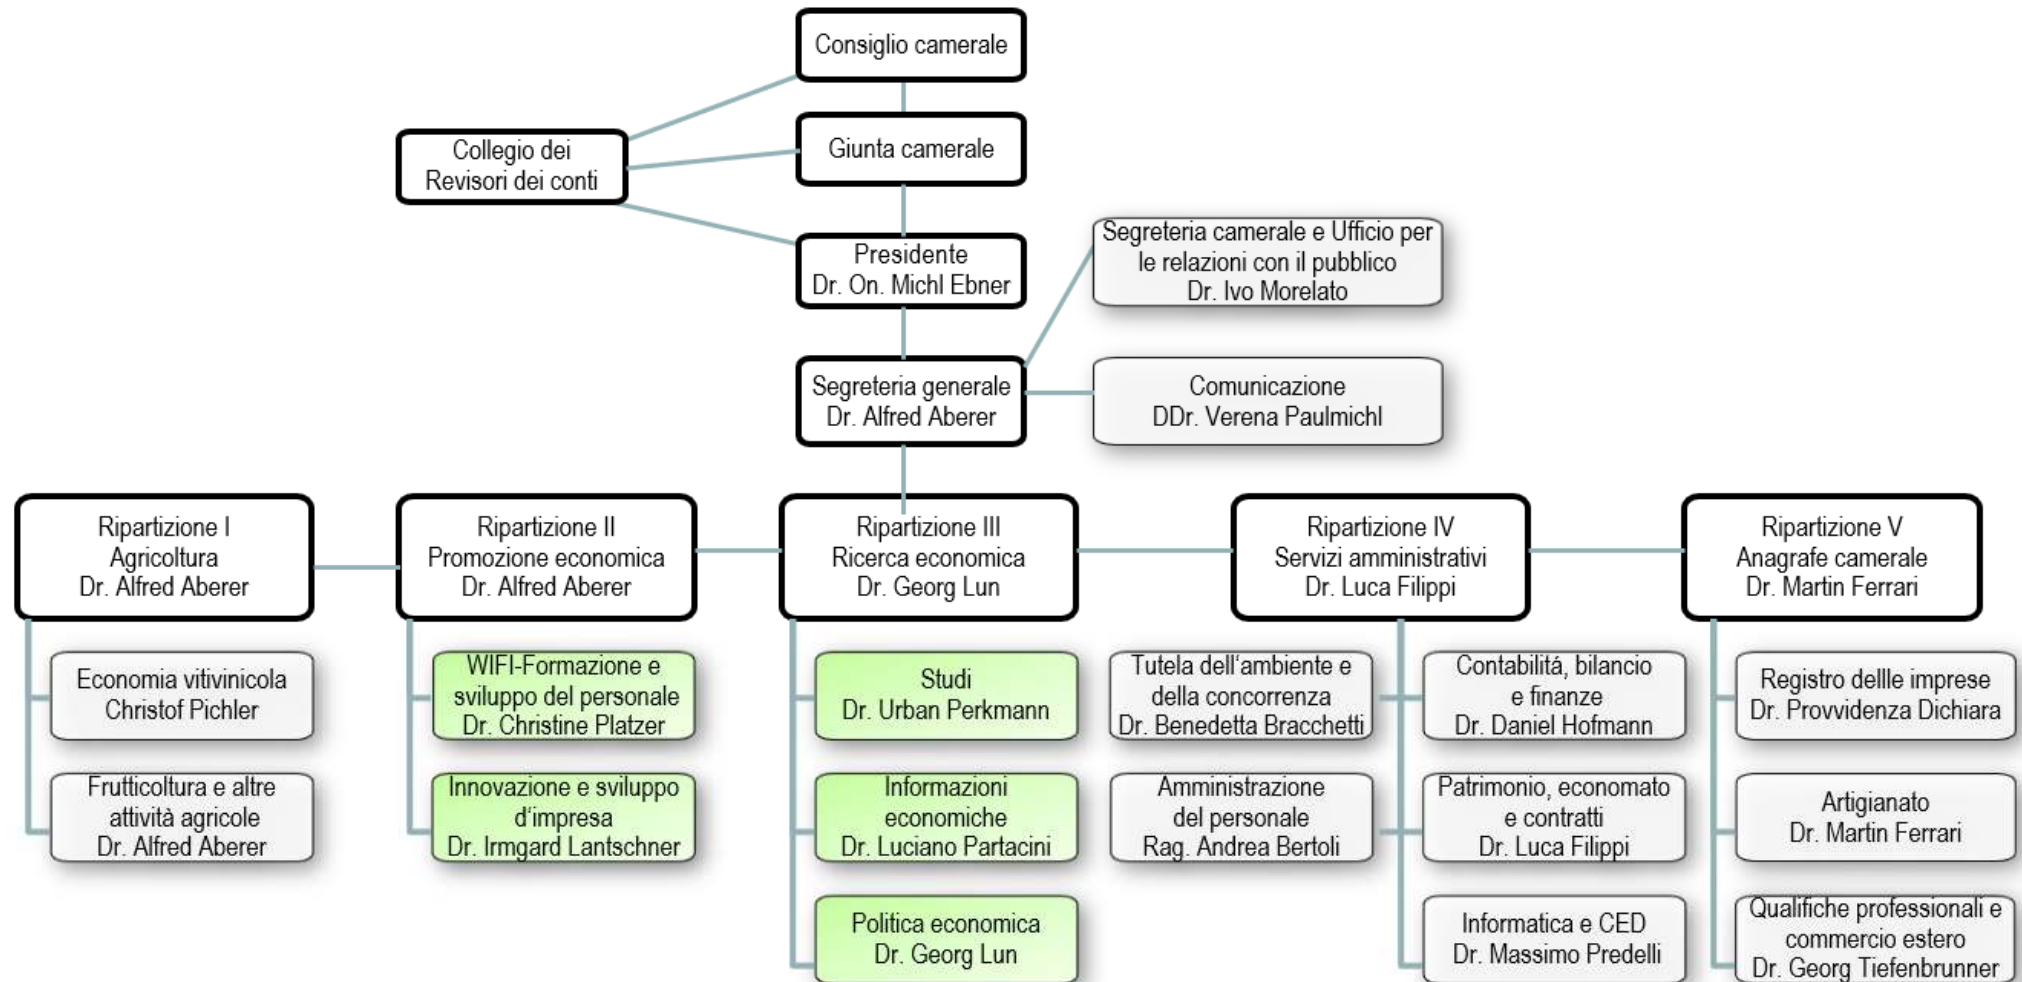 Consiglio camerale
Collegio dei
Revisori dei conti
Giunta camerale
Presidente
Dr. On. Michl Ebner
Segreteria camerale e Ufficio per
le relazioni con il pubblico
Dr. Ivo Morelato
Segreteria generale
Dr. Alfred Aberer
Comunicazione
DDr. Verena Paulmichl
Ripartizione I
Agricoltura
Dr. Alfred Aberer
Ripartizione II
Promozione economica
Dr. Alfred Aberer
Ripartizione III
Ricerca economica
Dr. Georg Lun
Ripartizione IV
Servizi amministrativi
Dr. Luca Filippi
Ripartizione V
Anagrafe camerale
Dr. Martin Ferrari
Economia vitivinicola
Christof Pichler
Frutticoltura e altre
attività agricole
Dr. Alfred Aberer
WIFI-Formazione e
sviluppo del personale
Dr. Christine Platzer
Innovazione e sviluppo
d'impresa
Dr. Irmgard Lantschner
Studi
Dr. Urban Perkmann
Informazioni
economiche
Dr. Luciano Partacini
Politica economica
Dr. Georg Lun
Tutela dell'ambiente e
della concorrenza
Dr. Benedetta Bracchetti
Amministrazione
del personale
Rag. Andrea Bertoli
Contabilitá, bilancio
e finanze
Dr. Daniel Hofmann
Patrimonio, economato
e contratti
Dr. Luca Filippi
Informatica e CED
Dr. Massimo Predelli
Registro dellle imprese
Dr. Provvidenza Dichiara
Artigianato
Dr. Martin Ferrari
Qualifiche professionali e
commercio estero
Dr. Georg Tiefenbrunner